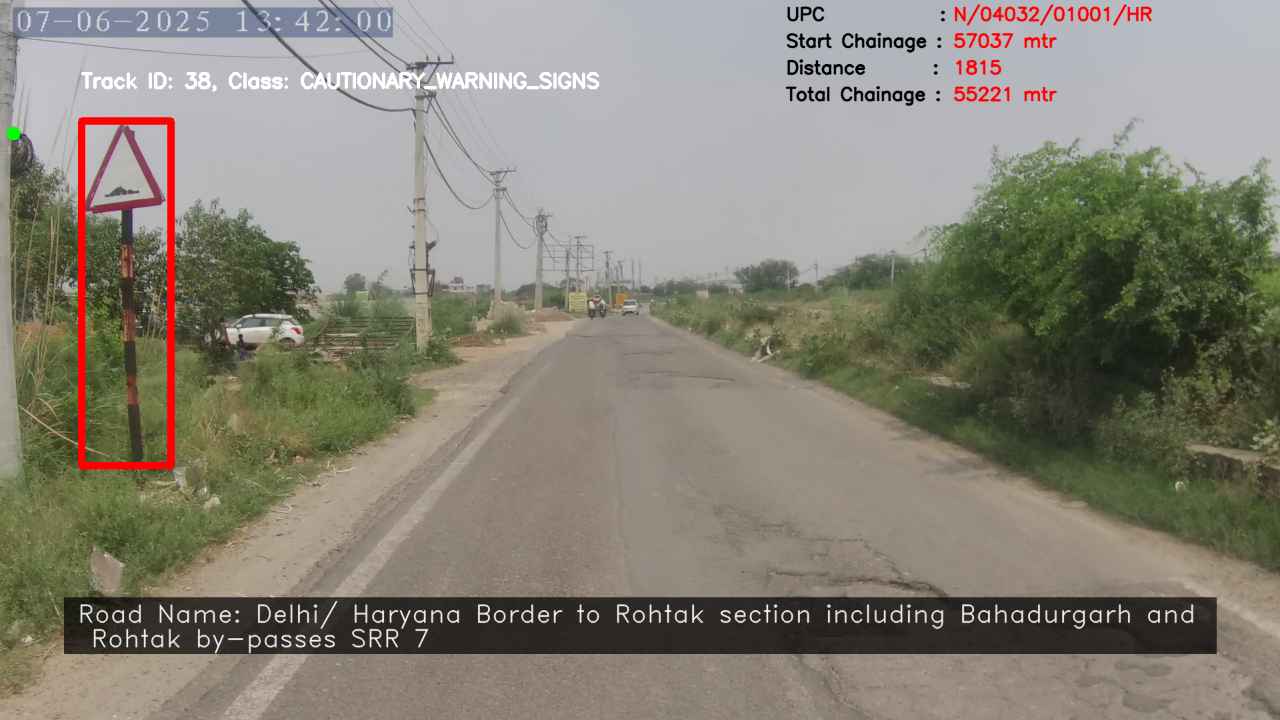 07-06-2025 13:42:00
UPC : N/04032/01001/HR
Start Chainage : 57037 mtr
Distance : 1815
Total Chainage : 55221 mtr
Track ID: 38, Class: CAUTIONARY_WARNING_SIGNS
Road Name: Delhi/ Haryana Border to Rohtak section including Bahadurgarh and
Rohtak by-passes SRR 7